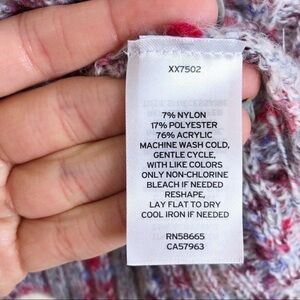 XX7502
7% NYLON
17% POLYESTER
76% ACRYLIC
MACHINE WASH COLD,
GENTLE CYCLE,
WITH LIKE COLORS
ONLY NON-CHLORINE
BLEACH IF NEEDED
RESHAPE,
LAY FLAT TO DRY
COOL IRON IF NEEDED
RN58665
CA57963